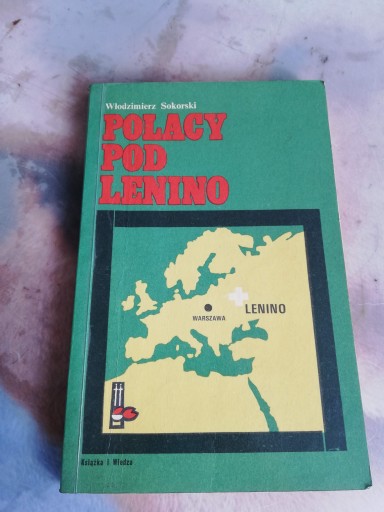 Włodzimierz Sokorski
POLACY
POD
LENINO
LENINO
WARSZAWA
Książka i Wiedza